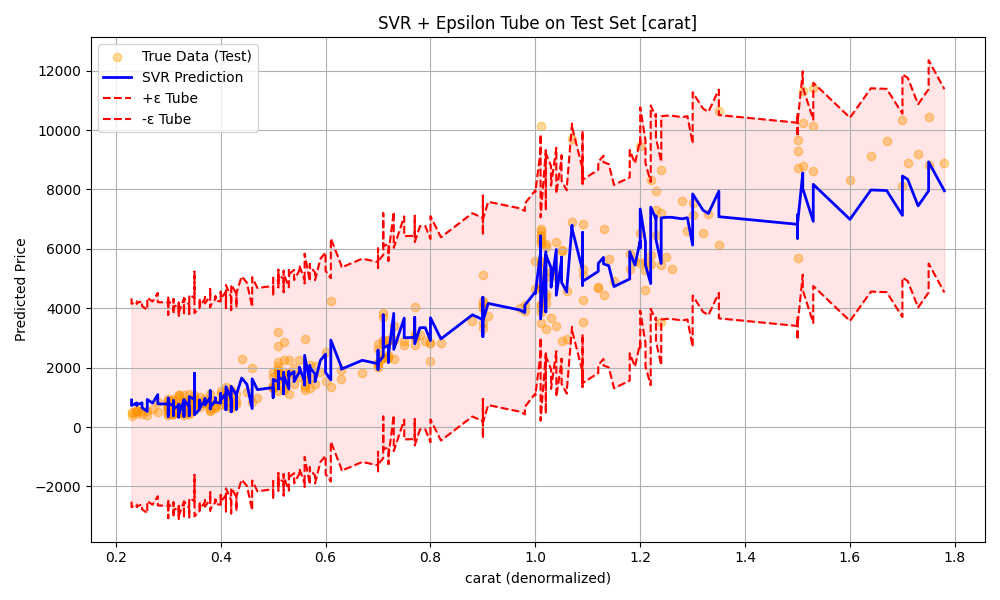 SVR + Epsilon Tube on Test Set [carat]
True Data (Test)
SVR Prediction
+ε Tube
-ε Tube
Predicted Price
12000
10000
8000
6000
4000
2000
0
−2000
0.2
0.4
0.6
0.8
1.0
1.2
1.4
1.6
1.8
carat (denormalized)